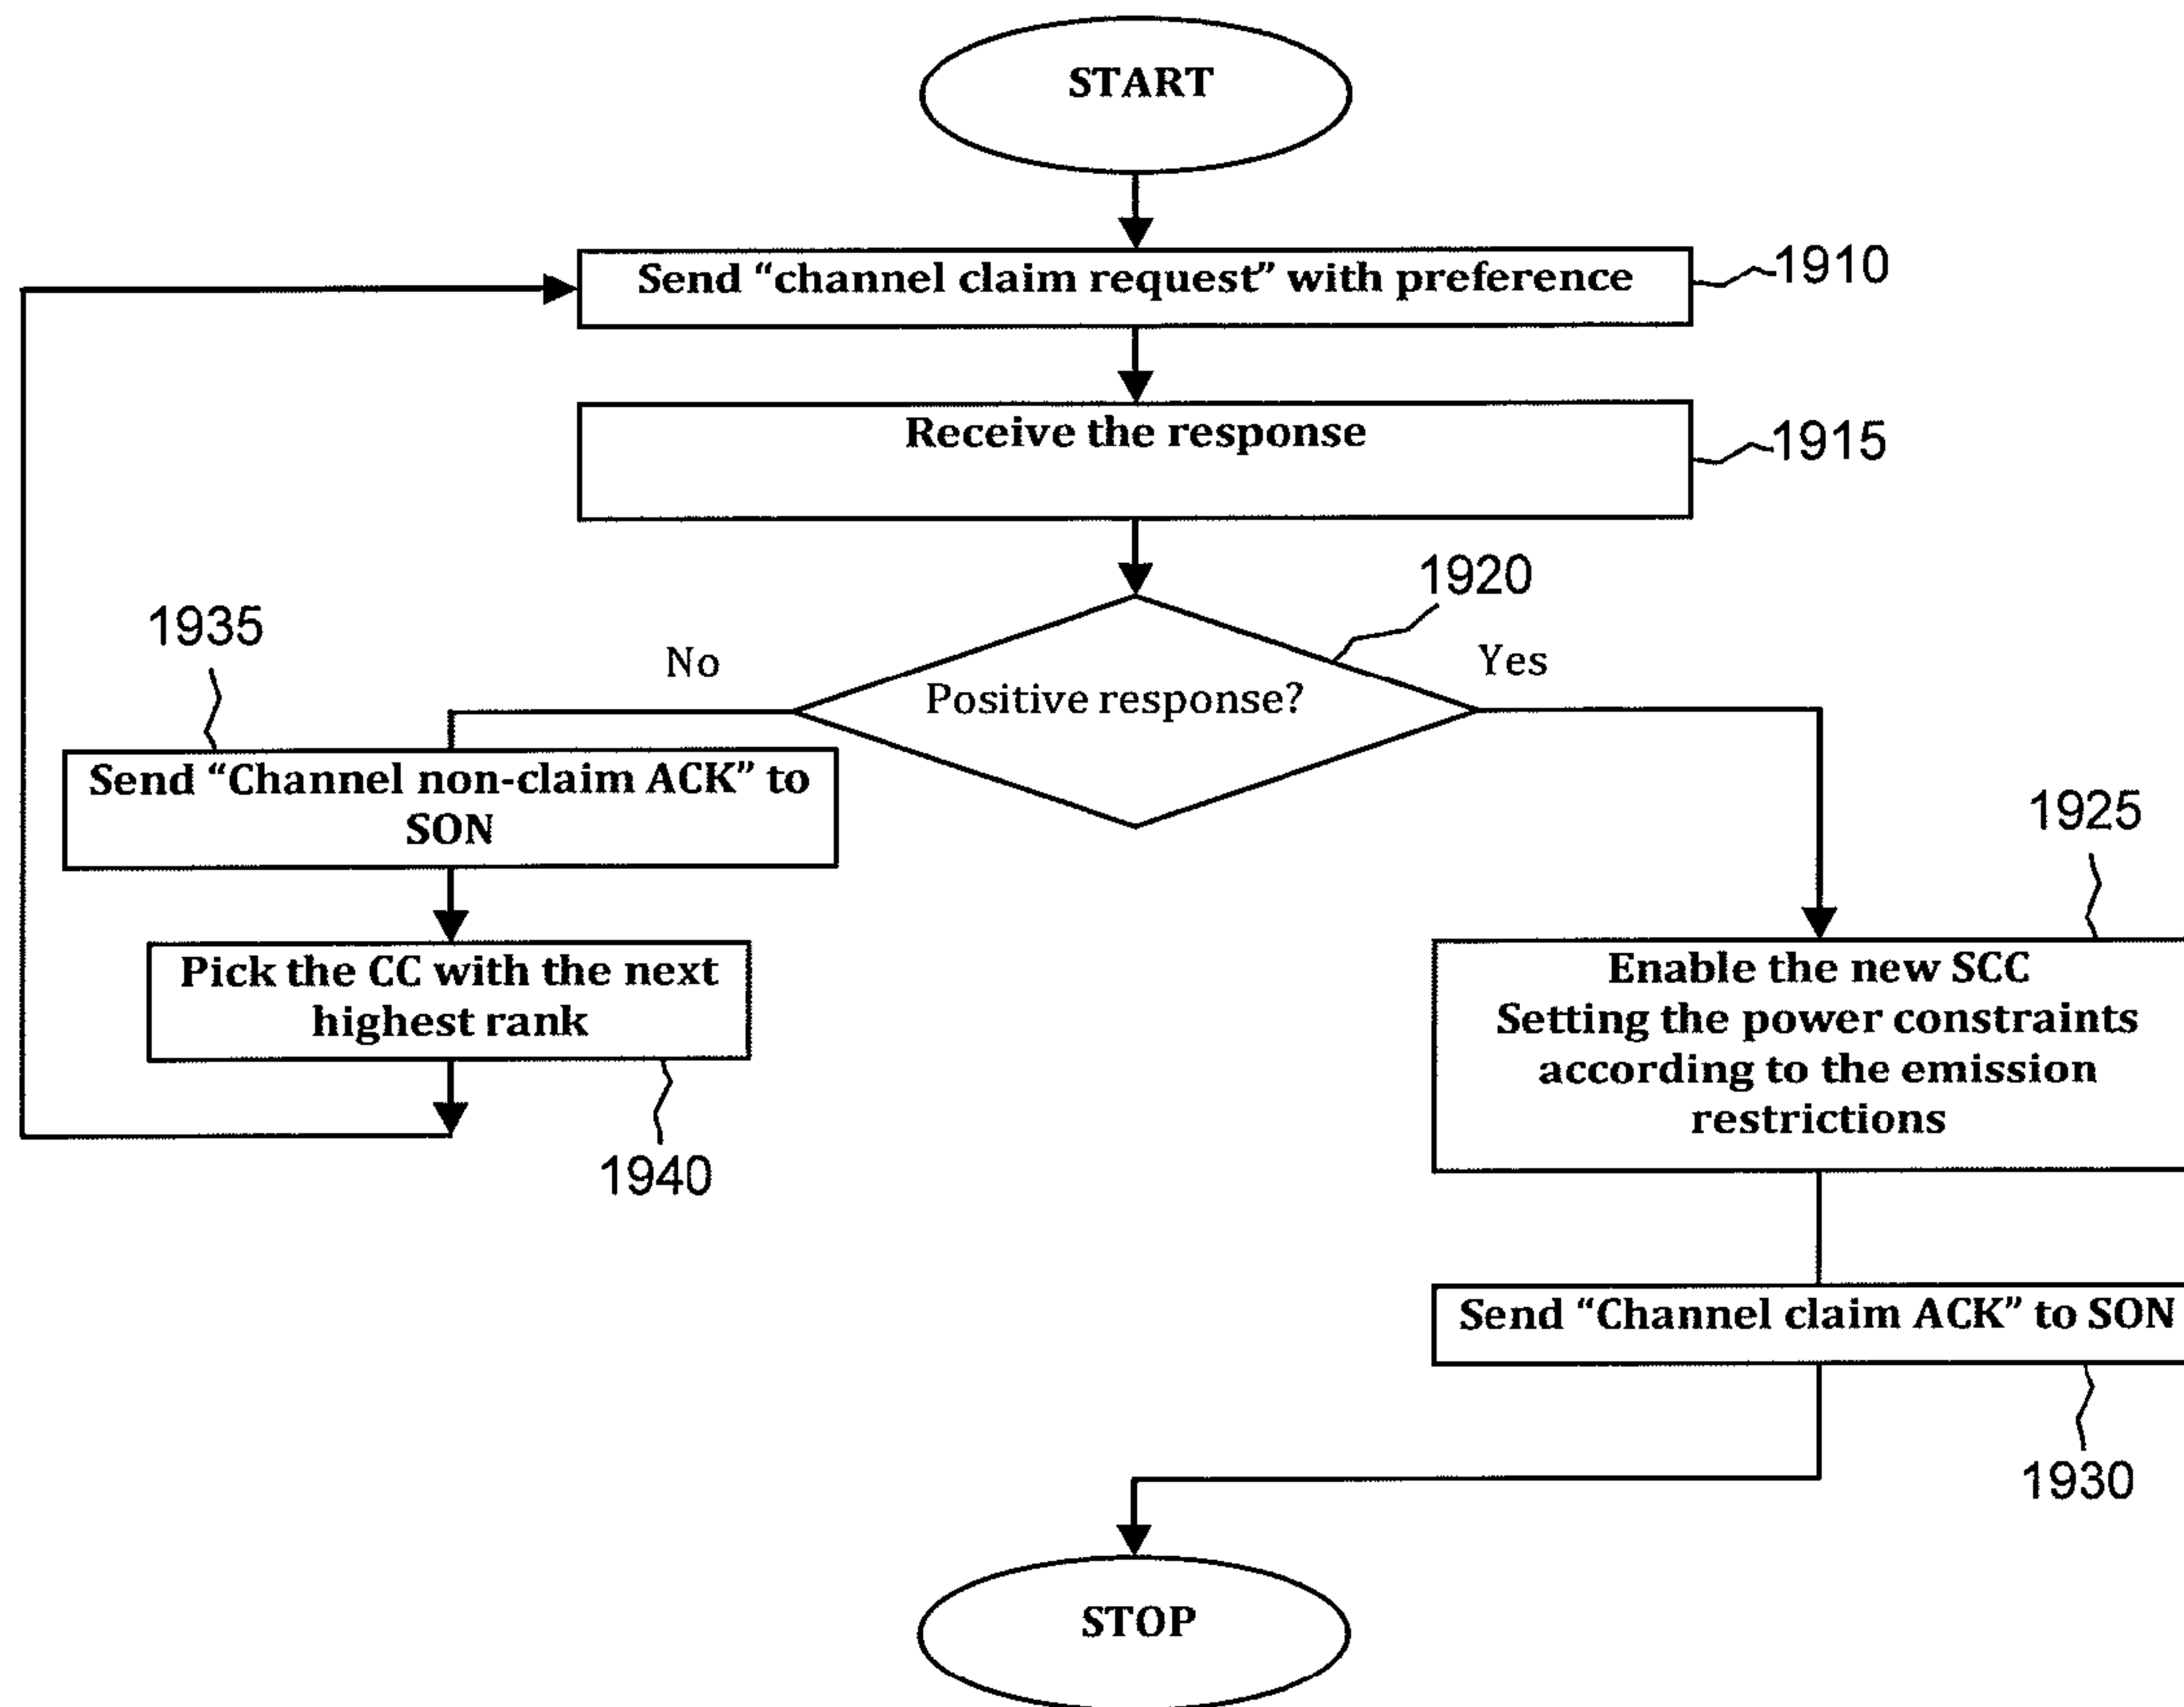 START
Send “channel claim request” with preference
1910
Receive the response
1915
1920
1935
No
Yes
Positive response?
Send “Channel non-claim ACK” to
SON
1925
Pick the CC with the next
highest rank
1940
Enable the new SCC
Setting the power constraints
according to the emission
restrictions
Send “Channel claim ACK” to SON
1930
STOP